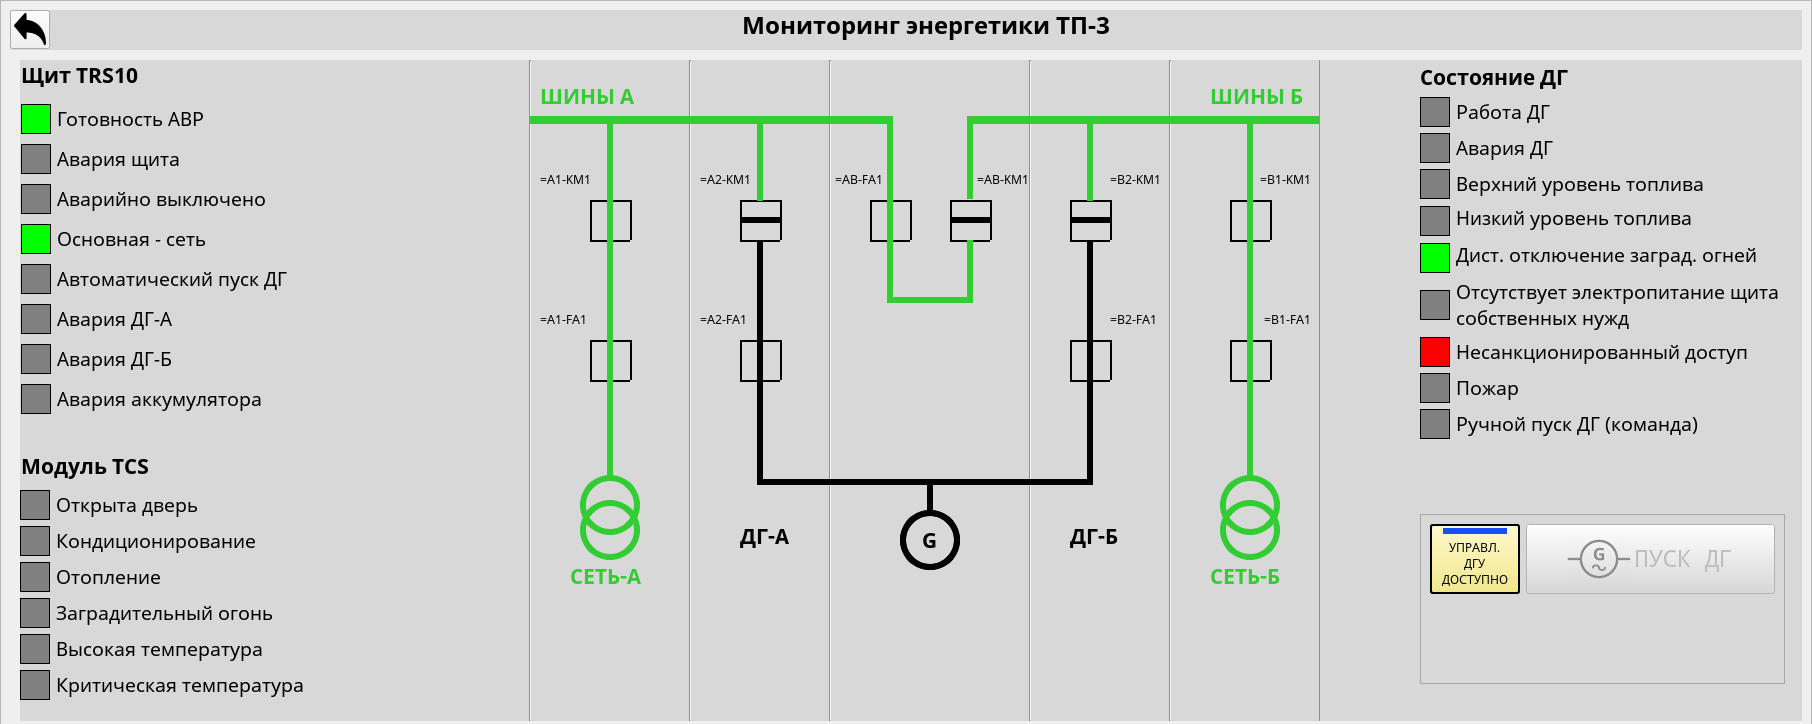 Мониторинг энергетики ТП-3
Щит TRS10
Готовность АВР
Авария щита
Аварийно выключено
Основная - сеть
Автоматический пуск ДГ
Авария ДГ-А
Авария ДГ-Б
Авария аккумулятора
Модуль TCS
Открыта дверь
Кондиционирование
Отопление
Заградительный огонь
Высокая температура
Критическая температура
ШИНЫ А
ШИНЫ Б
=A1-KM1
=A2-KM1
=AB-FA1
=AB-KM1
=B2-KM1
=B1-KM1
=A1-FA1
=A2-FA1
=B2-FA1
=B1-FA1
ДГ-А
G
ДГ-Б
СЕТЬ-А
СЕТЬ-Б
Состояние ДГ
Работа ДГ
Авария ДГ
Верхний уровень топлива
Низкий уровень топлива
Дист. отключение заград. огней
Отсутствует электропитание щита
собственных нужд
Несанкционированный доступ
Пожар
Ручной пуск ДГ (команда)
УПРАВЛ.
ДГУ
ДОСТУПНО
G
ПУСК ДГ